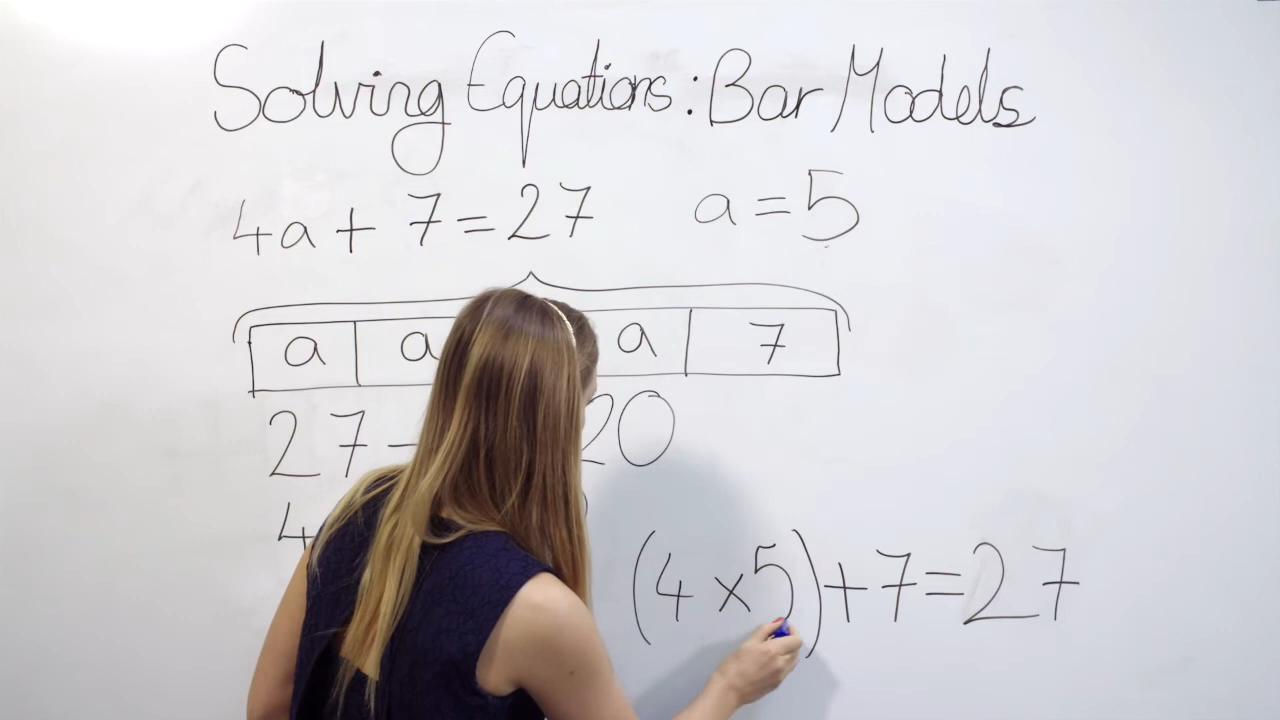 Solving Equations: Bar Models
4a + 7 = 27 a = 5
a a a 7
27 - 20
4
(4 × 5) + 7 = 27